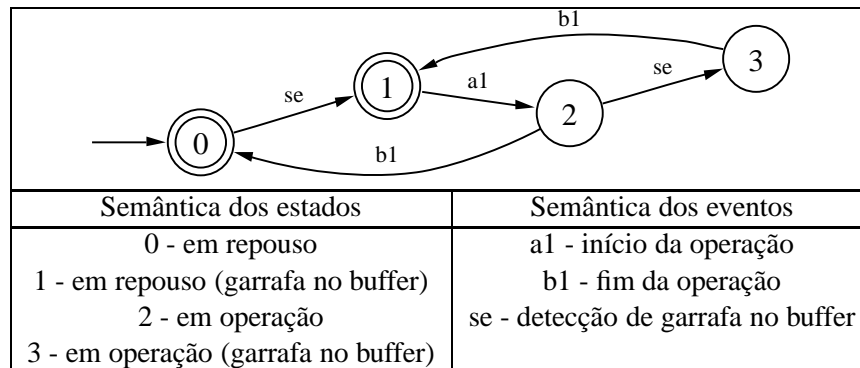 b1
3
se
1
a1
se
2
0
b1
Semântica dos estados
Semântica dos eventos
0 - em repouso
a1 - início da operação
1 - em repouso (garrafa no buffer)
b1 - fim da operação
2 - em operação
se - detecção de garrafa no buffer
3 - em operação (garrafa no buffer)